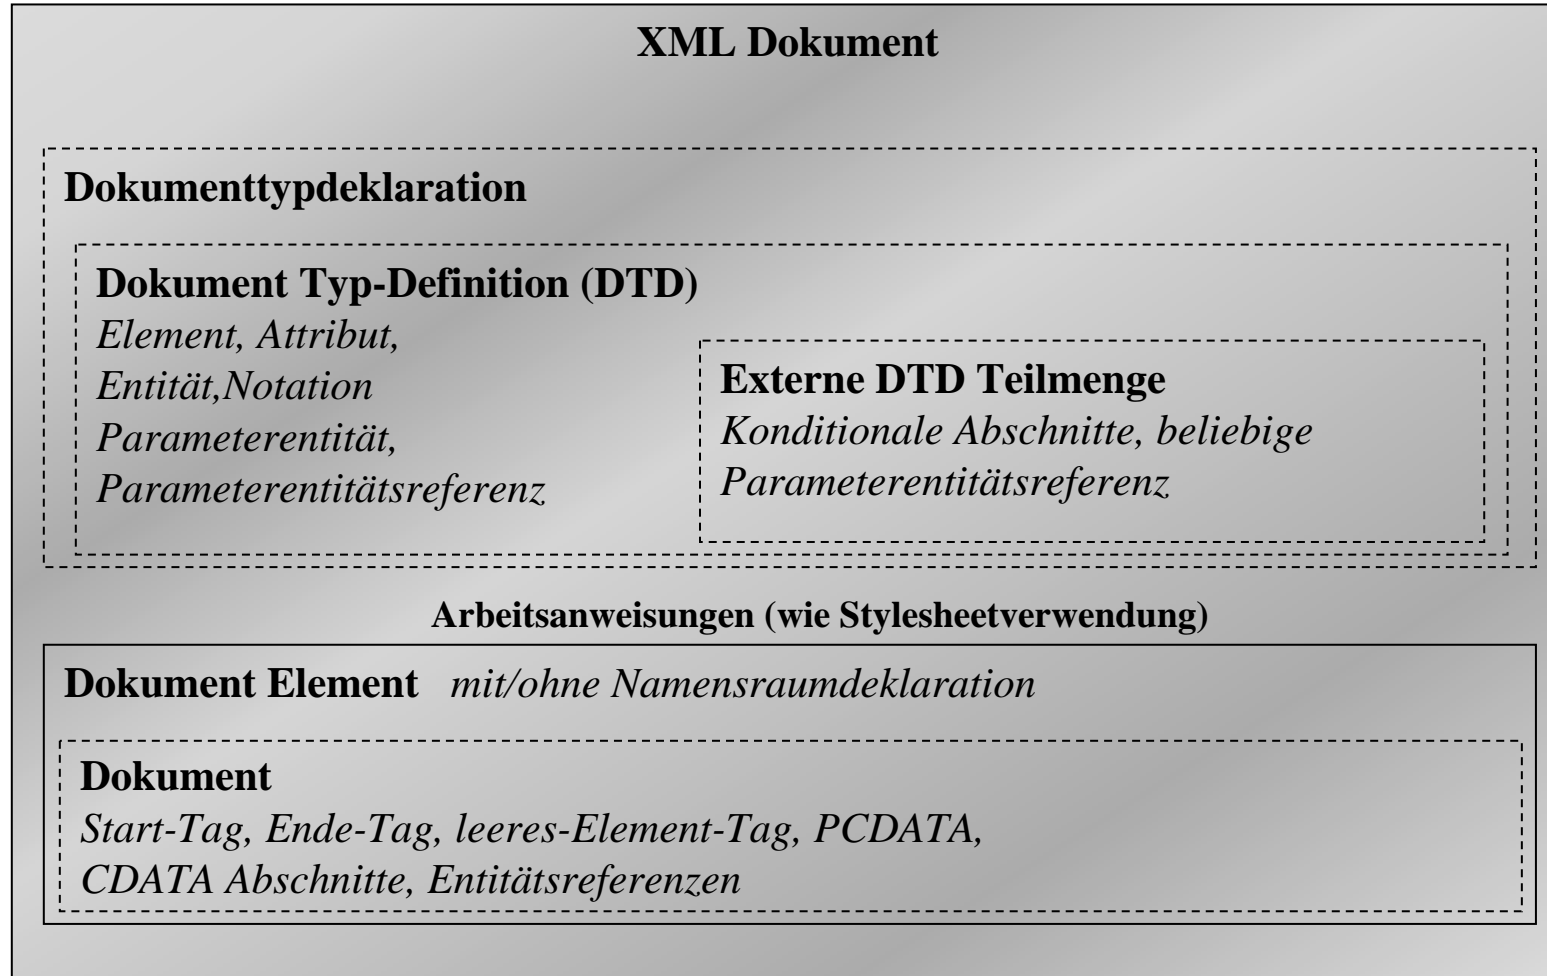 XML Dokument
Dokumenttypdeklaration
Dokument Typ-Definition (DTD)
Element, Attribut,
Entität,Notation
Parameterentität,
Parameterentitätsreferenz
Externe DTD Teilmenge
Konditionale Abschnitte, beliebige
Parameterentitätsreferenz
Arbeitsanweisungen (wie Stylesheetverwendung)
Dokument Element mit/ohne Namensraumdeklaration
Dokument
Start-Tag, Ende-Tag, leeres-Element-Tag, PCDATA,
CDATA Abschnitte, Entitätsreferenzen